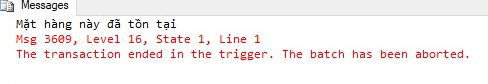 Messages
Mặt hàng này đã tồn tại
Msg 3609, Level 16, State 1, Line 1
The transaction ended in the trigger. The batch has been aborted.